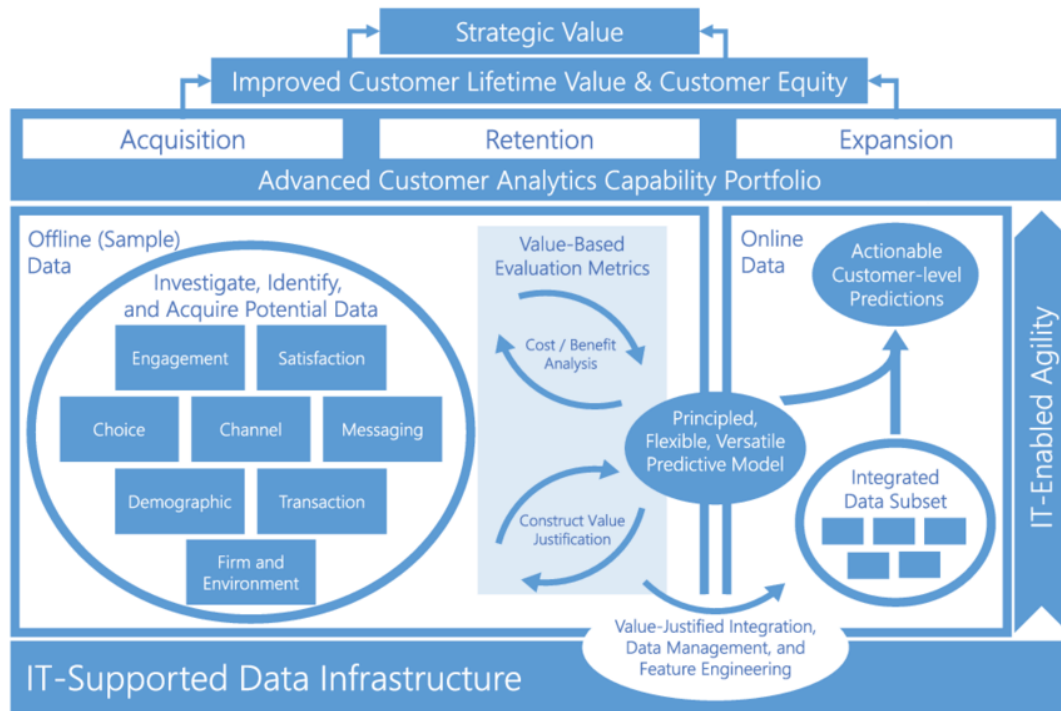 Strategic Value
Improved Customer Lifetime Value & Customer Equity
Acquisition
Retention
Expansion
Advanced Customer Analytics Capability Portfolio
Offline (Sample)
Data
Investigate, Identify,
and Acquire Potential Data
Engagement
Satisfaction
Choice
Channel
Messaging
Demographic
Transaction
Firm and
Environment
Value-Based
Evaluation Metrics
Cost / Benefit
Analysis
Construct Value
Justification
Principled,
Flexible, Versatile
Predictive Model
Online
Data
Actionable
Customer-level
Predictions
Integrated
Data Subset
Value-Justified Integration,
Data Management, and
Feature Engineering
IT-Enabled Agility
IT-Supported Data Infrastructure